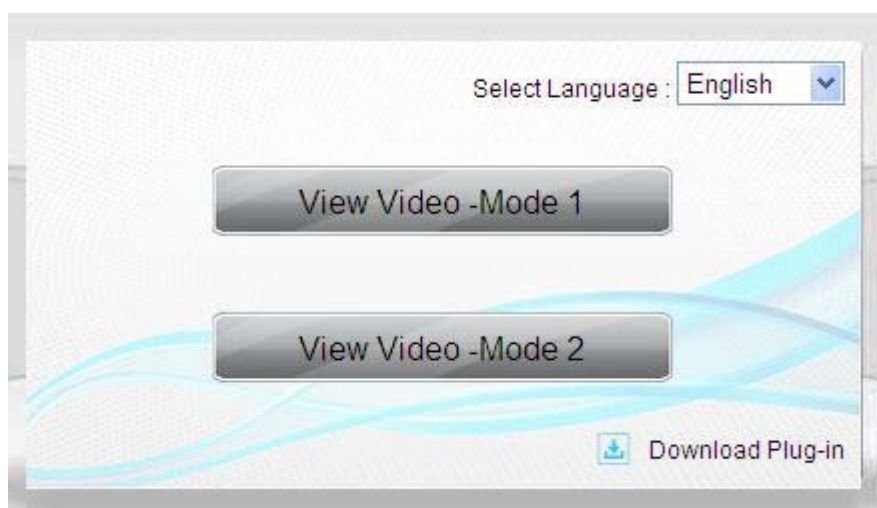 Select Language : English
View Video -Mode 1
View Video -Mode 2
Download Plug-in